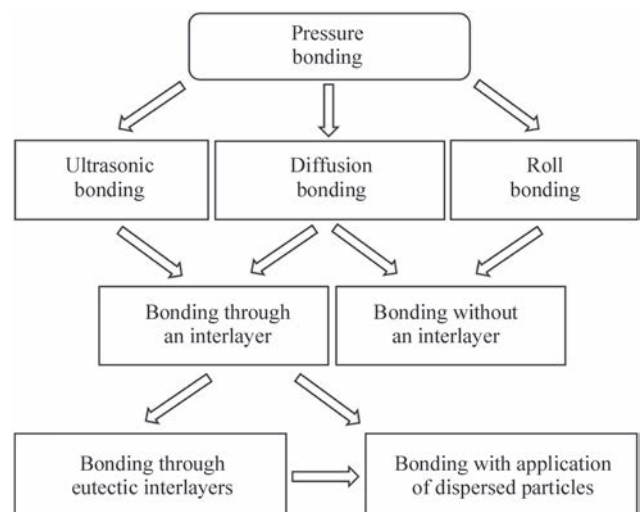 Pressure
bonding
Ultrasonic
bonding
Diffusion
bonding
Roll
bonding
Bonding through
an interlayer
Bonding without
an interlayer
Bonding through
eutectic interlayers
Bonding with application
of dispersed particles